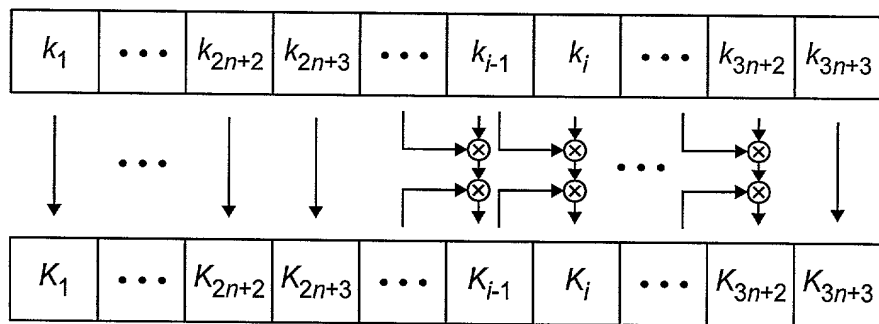 k₁ ••• k₂ₙ₊₂ k₂ₙ₊₃ ••• kᵢ₋₁ kᵢ ••• k₃ₙ₊₂ k₃ₙ₊₃
••• •••
K₁ ••• K₂ₙ₊₂ K₂ₙ₊₃ ••• Kᵢ₋₁ Kᵢ ••• K₃ₙ₊₂ K₃ₙ₊₃